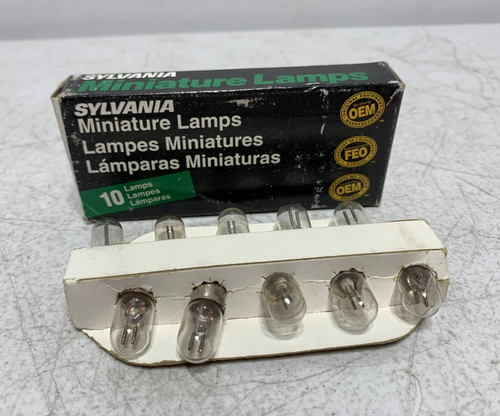 SYLVANIA
Miniature Lamps
SYLVANIA
Miniature Lamps
Lampes Miniatures
Lámparas Miniaturas
10 Lamps
Lampes
Lámparas
OEM
FEO
OEM